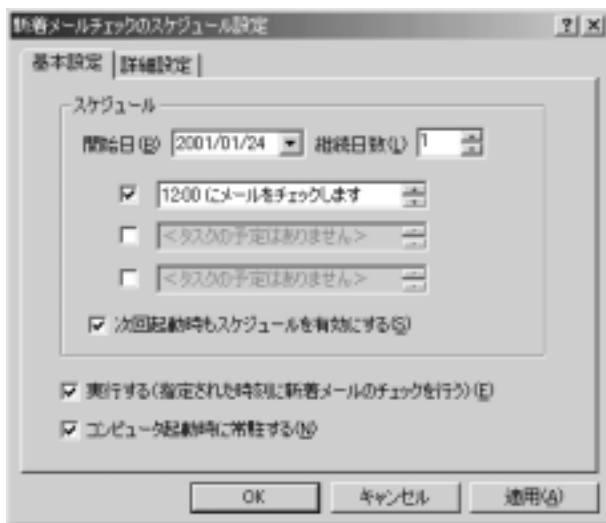 新着メールチェックのスケジュール設定
基本設定 詳細設定
スケジュール
開始日(B) 2001/01/24 継続日数(L) 1
12:00 にメールをチェックします
<タスクの予定はありません>
<タスクの予定はありません>
次回起動時もスケジュールを有効にする(S)
実行する(指定された時刻に新着メールのチェックを行う)(E)
コンピュータ起動時に常駐する(N)
OK キャンセル 適用(A)